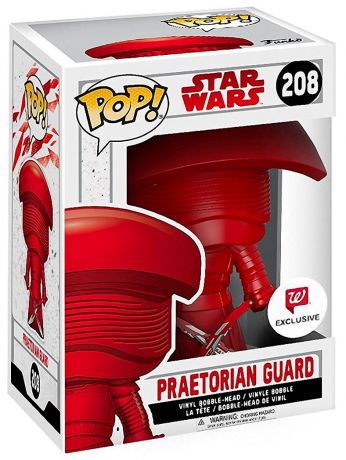 Funko
POP!
STAR
WARS
208
W
EXCLUSIVE
PRAETORIAN GUARD
208
PRAETORIAN GUARD
VINYL BOBBLE-HEAD / VINYLE BOBBLE
LA TÊTE / BOBBLE-HEAD DE VINIL
WARNING: CHOKING HAZARD.